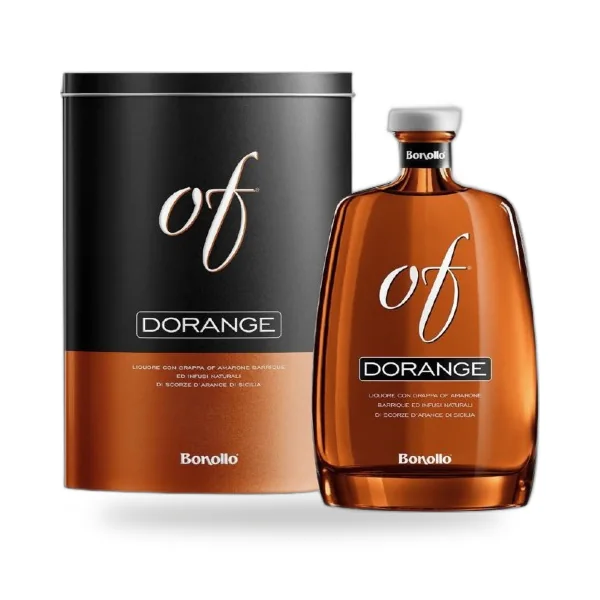 of
DORANGE
LIQUORE CON GRAPPA OF AMARONE BARRIQUE
ED INFUSI NATURALI
DI SCORZE D'ARANCE DI SICILIA
Bonollo
Bonollo
of
DORANGE
LIQUORE CON GRAPPA OF AMARONE
BARRIQUE ED INFUSI NATURALI
DI SCORZE D'ARANCE DI SICILIA
Bonollo